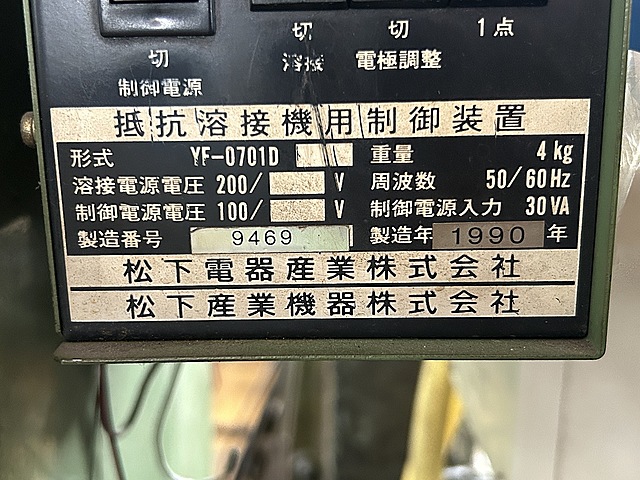 切 切 1点
切 溶接 電極調整
制御電源
抵抗溶接機用制御装置
形式 YF-0701D 重量 4kg
溶接電源電圧 200/ V 周波数 50/60Hz
制御電源電圧 100/ V 制御電源入力 30VA
製造番号 9469 製造年 1990 年
松下電器産業株式会社
松下産業機器株式会社